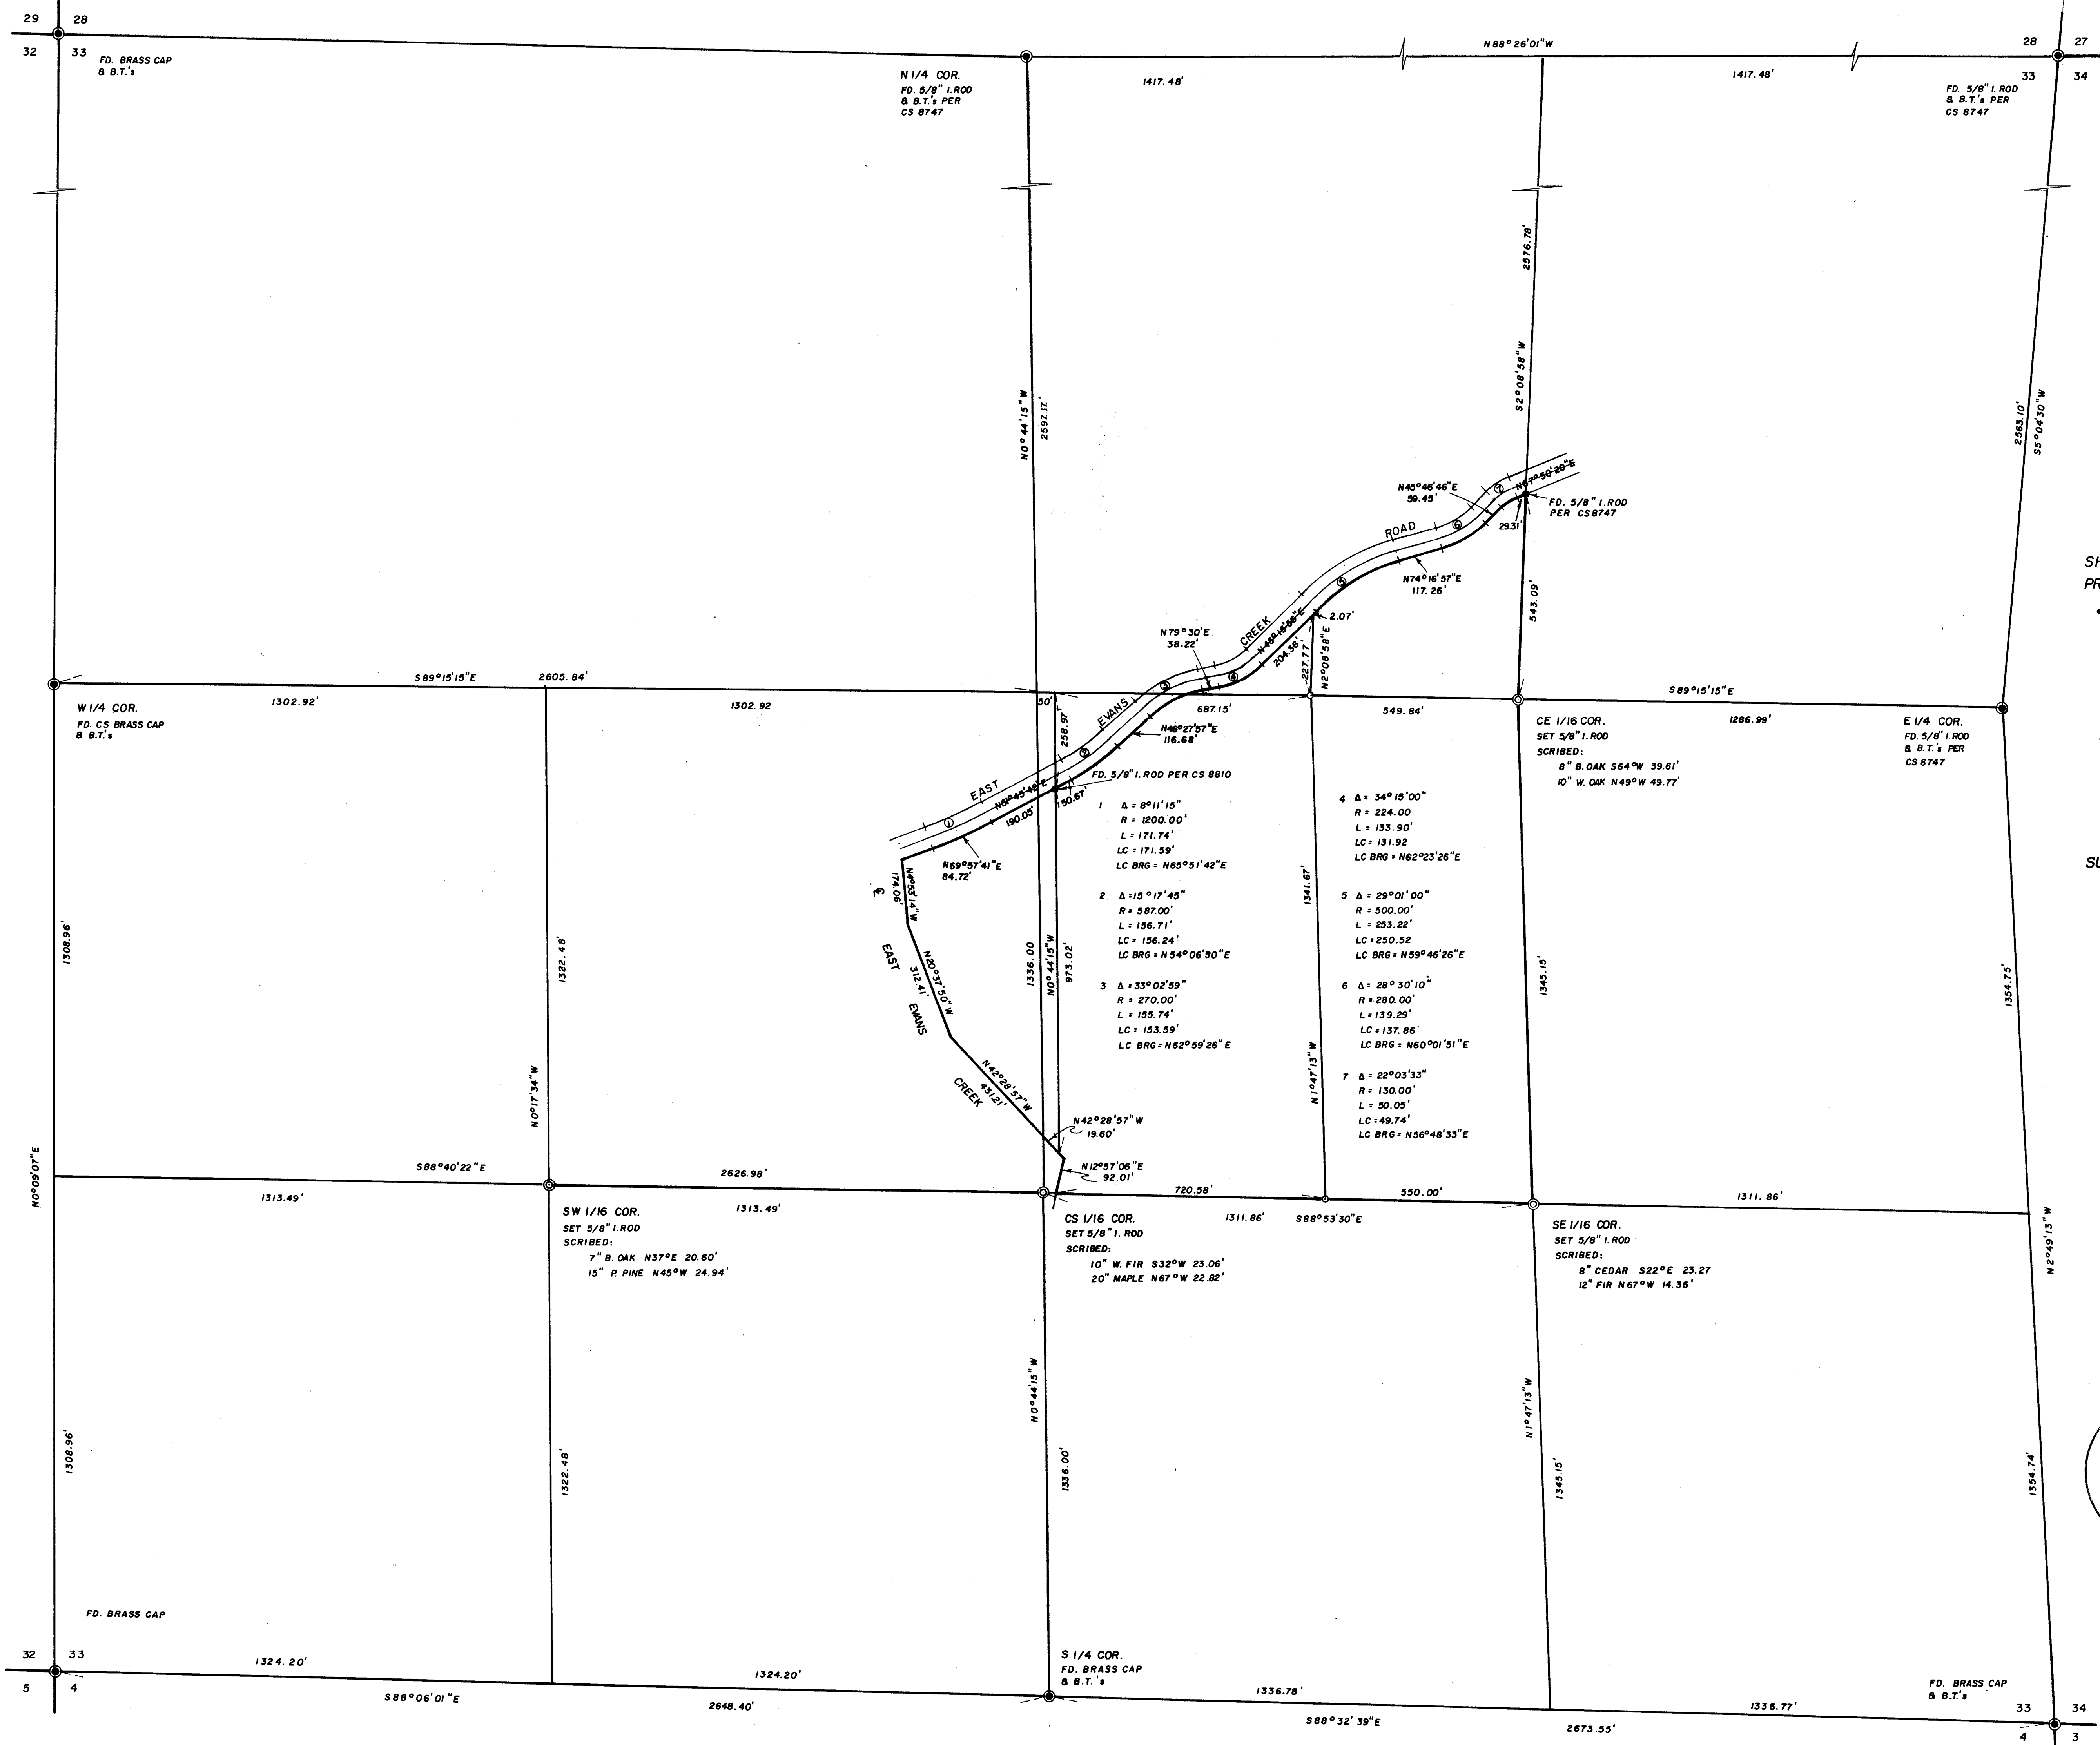 29 28
32 33
FD. BRASS CAP
& B.T.'s
N 1/4 COR.
FD. 5/8" I.ROD
& B.T.'s PER
CS 8747
1417.48'
N88°26'01"W
1417.48'
28 27
33 34
FD. 5/8" I.ROD
& B.T.'s PER
CS 8747
2576.78'
S2°08'58"W
N0°44'15"W
2597.17'
2563.10'
S5°04'30"W
N45°46'46"E
59.45'
N67°50'20"E
FD. 5/8" I.ROD
PER CS8747
29.31'
ROAD
N74°16'57"E
117.26'
543.09'
2.07'
N79°30'E
38.22'
CREEK
N45°15'56"E
204.36'
227.77'
N2°08'58"E
S89°15'15"E
2605.84'
1302.92'
1302.92
50'
687.15'
549.84'
S89°15'15"E
1286.99'
W 1/4 COR.
FD. CS BRASS CAP
& B.T.'s
258.97'
EVANS
N46°27'57"E
116.68'
CE 1/16 COR.
SET 5/8" I.ROD
SCRIBED:
8" B.OAK S64°W 39.61'
10" W. OAK N49°W 49.77'
E 1/4 COR.
FD. 5/8" I.ROD
& B.T.'s PER
CS 8747
FD. 5/8" I.ROD PER CS 8810
EAST
N61°45'42"E
190.05'
150.67'
N69°57'41"E
84.72'
1 Δ = 8°11'15"
R = 1200.00'
L = 171.74'
LC = 171.59'
LC BRG = N65°51'42"E
2 Δ =15°17'45"
R = 587.00'
L = 156.71'
LC = 156.24'
LC BRG = N54°06'50"E
3 Δ =33°02'59"
R = 270.00'
L = 155.74'
LC = 153.59'
LC BRG = N62°59'26"E
4 Δ = 34°15'00"
R = 224.00
L = 133.90'
LC = 131.92
LC BRG = N62°23'26"E
5 Δ = 29°01'00"
R = 500.00'
L = 253.22'
LC = 250.52
LC BRG = N59°46'26"E
6 Δ = 28°30'10"
R = 280.00'
L = 139.29'
LC = 137.86'
LC BRG = N60°01'51"E
7 Δ = 22°03'33"
R = 130.00'
L = 50.05'
LC = 49.74'
LC BRG = N56°48'33"E
N4°53'14"W
174.06'
EAST
EVANS
CREEK
N20°37'50"W
312.41'
N42°28'57"W
431.21'
N42°28'57"W
19.60'
N12°57'06"E
92.01'
1308.96'
N0°09'07"E
1322.48'
N0°17'34"W
1336.00
N0°44'15"W
973.02'
1341.67'
N1°47'13"W
1345.15'
1354.75'
S88°40'22"E
2626.98'
1313.49'
1313.49'
720.58'
550.00'
1311.86'
S88°53'30"E
1311.86'
SW 1/16 COR.
SET 5/8" I.ROD
SCRIBED:
7" B. OAK N37°E 20.60'
15" P. PINE N45°W 24.94'
CS 1/16 COR.
SET 5/8" I. ROD
SCRIBED:
10" W. FIR S32°W 23.06'
20" MAPLE N67°W 22.82'
SE 1/16 COR.
SET 5/8" I.ROD
SCRIBED:
8" CEDAR S22°E 23.27
12" FIR N67°W 14.36'
N2°49'13"W
N0°44'15"W
N1°47'13"W
1308.96'
1322.48'
1336.00'
1345.15'
1354.74'
FD. BRASS CAP
32 33
5 4
1324.20'
S88°06'01"E
1324.20'
2648.40'
S 1/4 COR.
FD. BRASS CAP
& B.T.'s
1336.78'
S88°32'39"E
1336.77'
2673.55'
FD. BRASS CAP
& B.T.'s
33 34
4 3